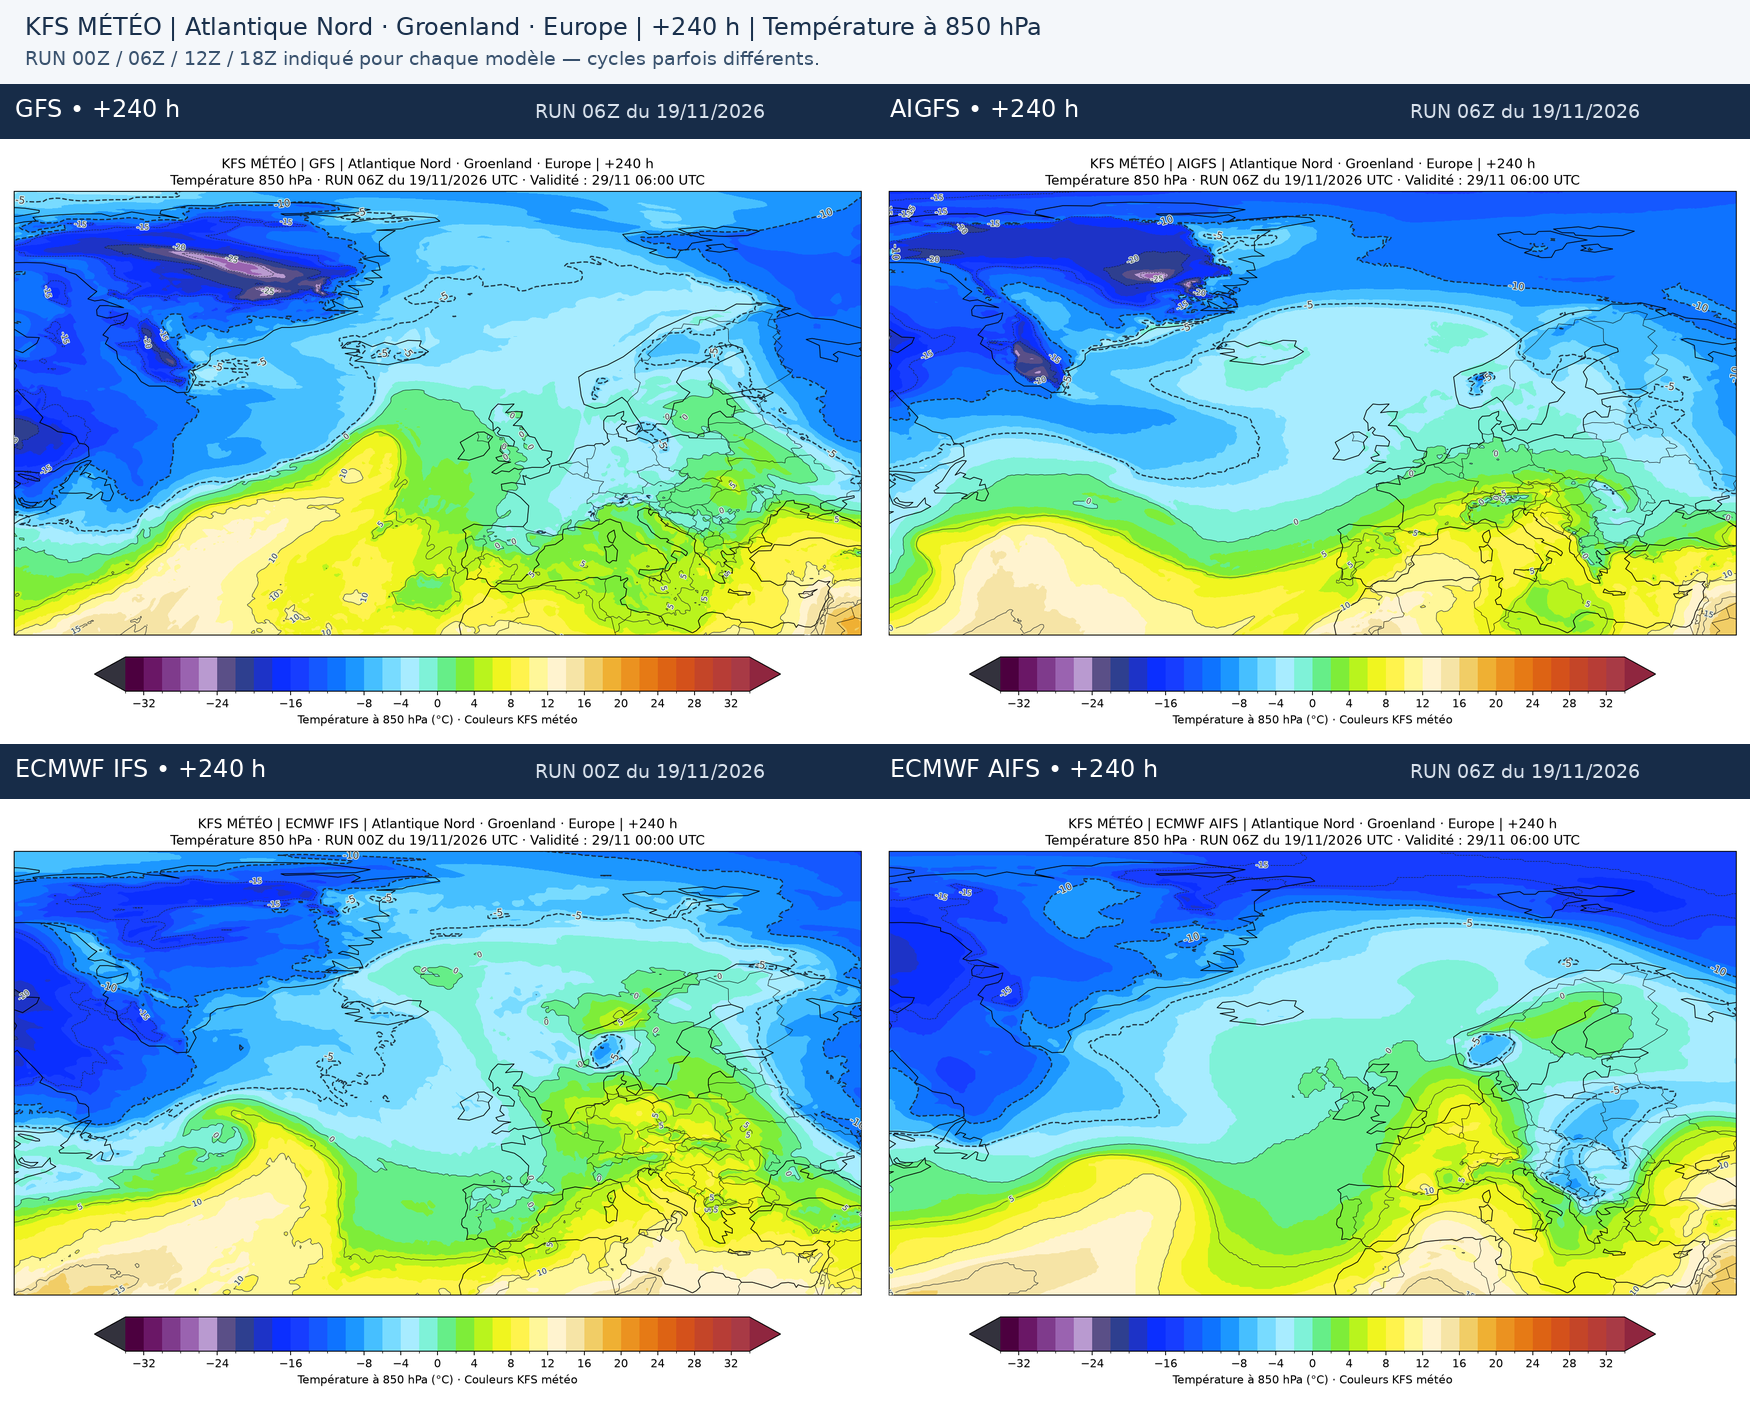 KFS MÉTÉO | Atlantique Nord · Groenland · Europe | +240 h | Température à 850 hPa
RUN 00Z / 06Z / 12Z / 18Z indiqué pour chaque modèle — cycles parfois différents.
GFS • +240 h
RUN 06Z du 19/11/2026
AIGFS • +240 h
RUN 06Z du 19/11/2026
KFS MÉTÉO | GFS | Atlantique Nord · Groenland · Europe | +240 h
Température 850 hPa · RUN 06Z du 19/11/2026 UTC · Validité : 29/11 06:00 UTC
KFS MÉTÉO | AIGFS | Atlantique Nord · Groenland · Europe | +240 h
Température 850 hPa · RUN 06Z du 19/11/2026 UTC · Validité : 29/11 06:00 UTC
−32 −24 −16 −8 −4 0 4 8 12 16 20 24 28 32
Température à 850 hPa (°C) · Couleurs KFS météo
−32 −24 −16 −8 −4 0 4 8 12 16 20 24 28 32
Température à 850 hPa (°C) · Couleurs KFS météo
ECMWF IFS • +240 h
RUN 00Z du 19/11/2026
ECMWF AIFS • +240 h
RUN 06Z du 19/11/2026
KFS MÉTÉO | ECMWF IFS | Atlantique Nord · Groenland · Europe | +240 h
Température 850 hPa · RUN 00Z du 19/11/2026 UTC · Validité : 29/11 00:00 UTC
KFS MÉTÉO | ECMWF AIFS | Atlantique Nord · Groenland · Europe | +240 h
Température 850 hPa · RUN 06Z du 19/11/2026 UTC · Validité : 29/11 06:00 UTC
−32 −24 −16 −8 −4 0 4 8 12 16 20 24 28 32
Température à 850 hPa (°C) · Couleurs KFS météo
−32 −24 −16 −8 −4 0 4 8 12 16 20 24 28 32
Température à 850 hPa (°C) · Couleurs KFS météo